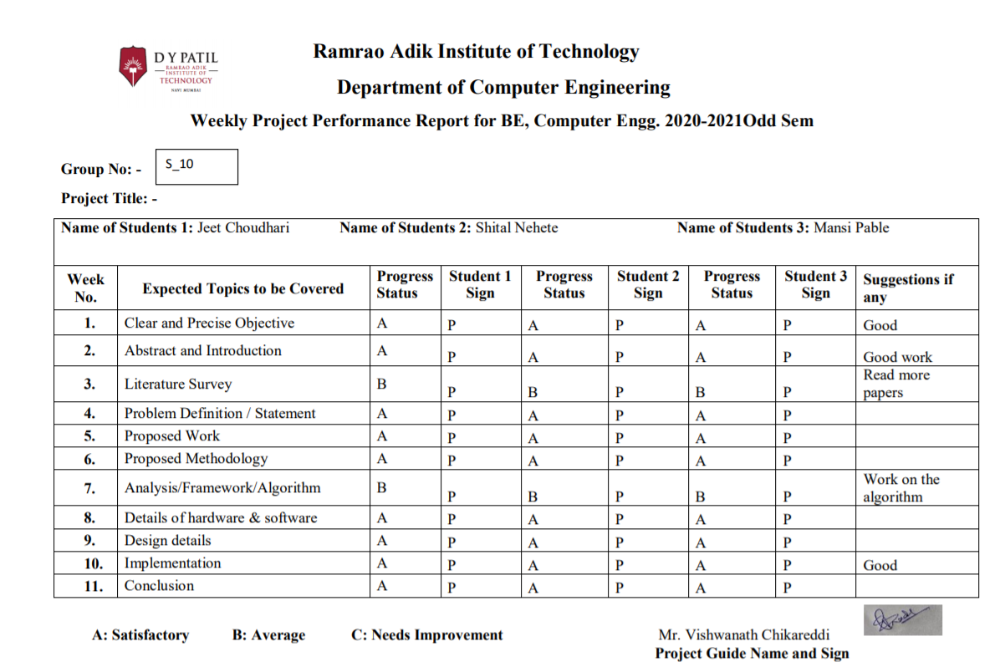 D Y PATIL
RAMRAO ADIK
INSTITUTE OF
TECHNOLOGY
NAVI MUMBAI
Ramrao Adik Institute of Technology
Department of Computer Engineering
Weekly Project Performance Report for BE, Computer Engg. 2020-2021Odd Sem
Group No: - S_10
Project Title: -
Name of Students 1: Jeet Choudhari Name of Students 2: Shital Nehete Name of Students 3: Mansi Pable
Week No. Expected Topics to be Covered Progress Status Student 1 Sign Progress Status Student 2 Sign Progress Status Student 3 Sign Suggestions if any
1. Clear and Precise Objective A P A P A P Good
2. Abstract and Introduction A P A P A P Good work
3. Literature Survey B P B P B P Read more papers
4. Problem Definition / Statement A P A P A P
5. Proposed Work A P A P A P
6. Proposed Methodology A P A P A P
7. Analysis/Framework/Algorithm B P B P B P Work on the algorithm
8. Details of hardware & software A P A P A P
9. Design details A P A P A P
10. Implementation A P A P A P Good
11. Conclusion A P A P A P
A: Satisfactory B: Average C: Needs Improvement Mr. Vishwanath Chikareddi
Project Guide Name and Sign